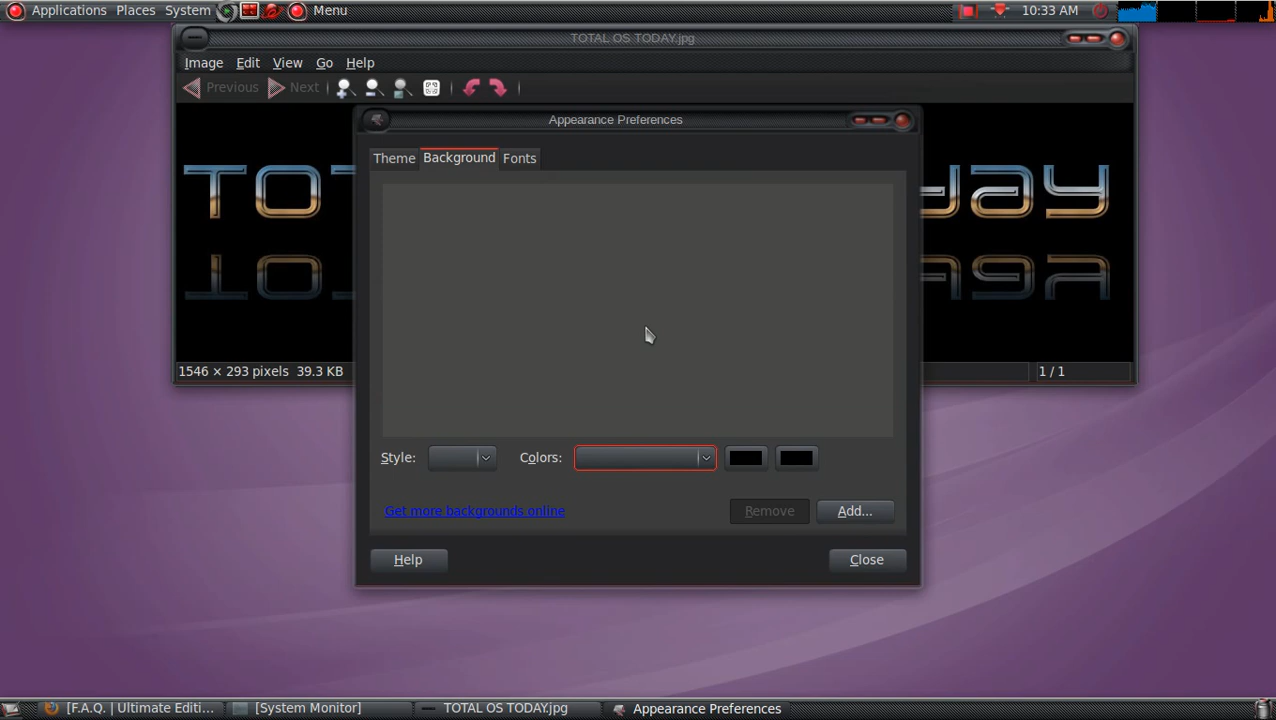 Applications Places System Menu 10:33 AM
TOTAL OS TODAY.jpg
Image Edit View Go Help
Previous Next
Appearance Preferences
Theme Background Fonts
TOT day
1546 × 293 pixels 39.3 KB 1 / 1
Style: Colors:
Get more backgrounds online Remove Add...
Help Close
[F.A.Q. | Ultimate Editi... [System Monitor] TOTAL OS TODAY.jpg Appearance Preferences